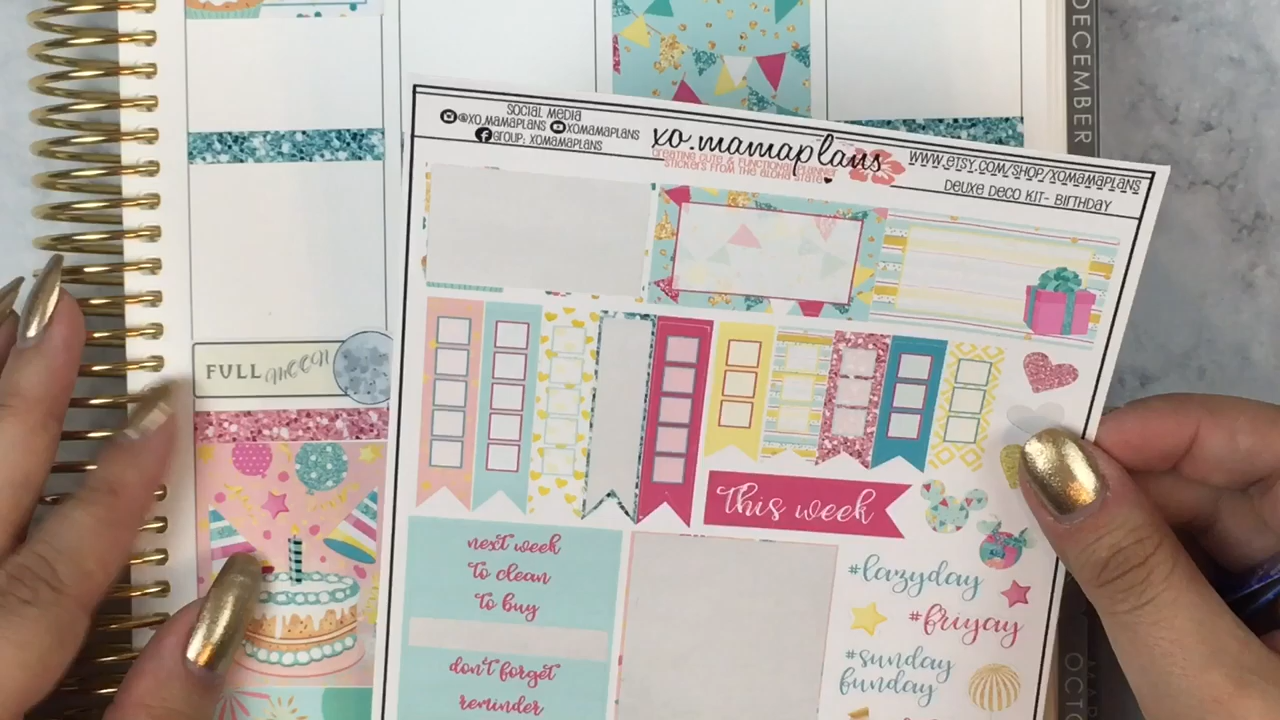 DECEMBER
SOCIAL MEDIA
@XO.MAMAPLANS XOMAMAPLANS
GROUP: XOMAMAPLANS
xo.mamaplans
CREATING CUTE & FUNCTIONAL PLANNER
STICKERS FROM THE ALOHA STATE
WWW.ETSY.COM/SHOP/XOMAMAPLANS
DELUXE DECO KIT- BIRTHDAY
FULL moon
This week
next week
To clean
To buy
don't forget
reminder
#lazyday
#friyay
#sunday
funday
OCTO